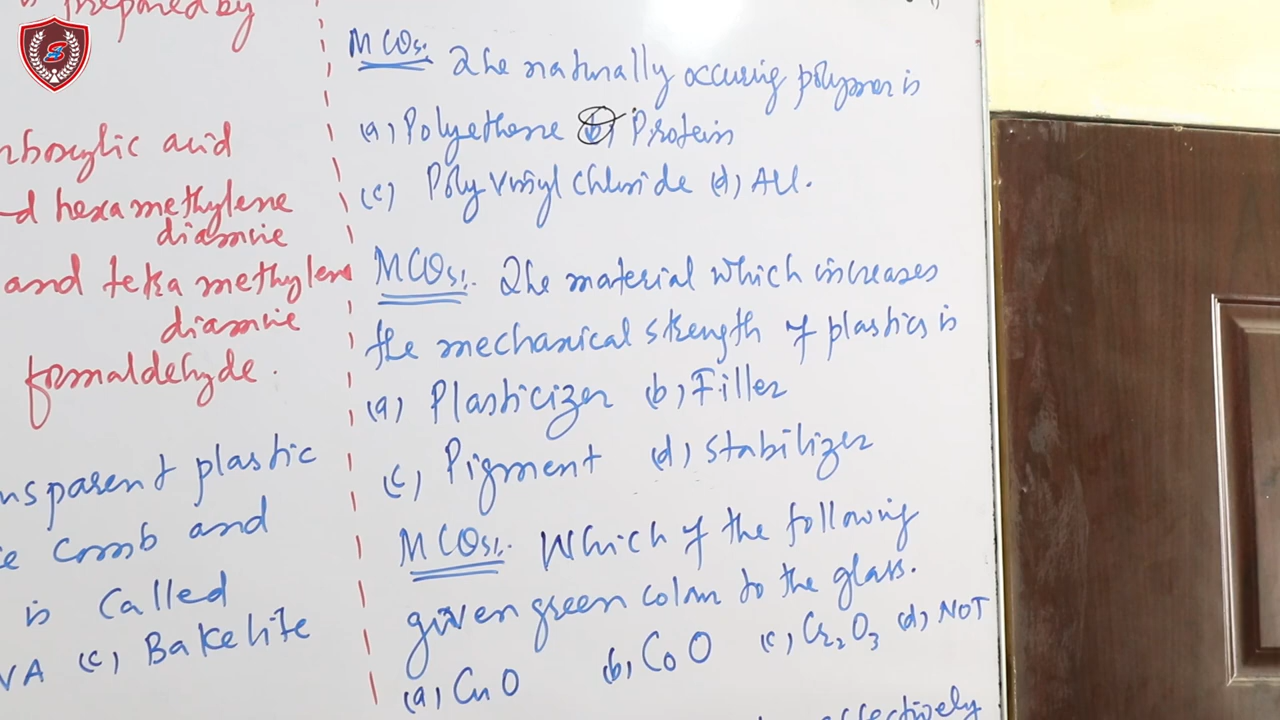 prepared by
rboxylic acid
d hexamethylene
diamine
and tetra methylene
diamine
formaldehyde.
nsparent plastic
comb and
is Called
VA (c) Bakelite
MCQs:
The naturally occuring polymer is
(a) Polyethene (b) Protein
(c) Poly vinyl chloride (d) All.
MCQs:. The material which increases
the mechanical strength of plastics is
(a) Plasticizer (b) Filler
(c) Pigment (d) Stabilizer
MCQs:. Which of the following
given green colour to the glass.
(a) CuO (b) CoO (c) Cr2O3 (d) NOT
effectively